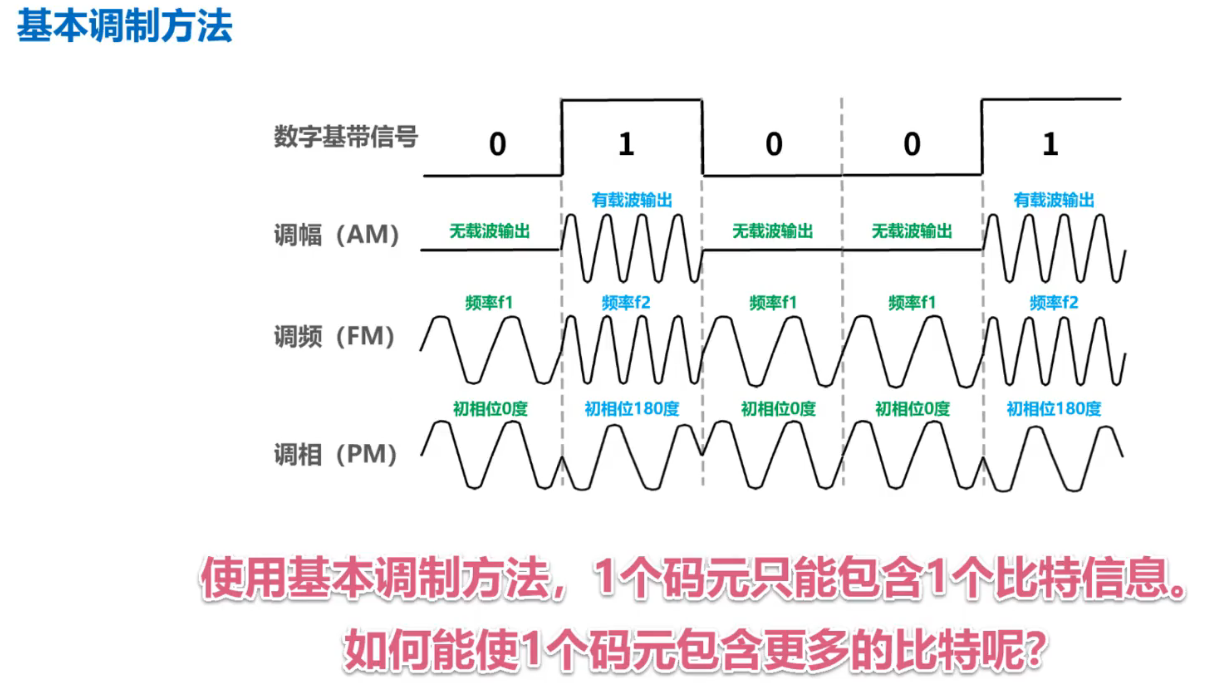 基本调制方法
数字基带信号 0 1 0 0 1
有载波输出 有载波输出
调幅（AM） 无载波输出 无载波输出 无载波输出
频率f1 频率f2 频率f1 频率f1 频率f2
调频（FM）
初相位0度 初相位180度 初相位0度 初相位0度 初相位180度
调相（PM）
使用基本调制方法，1个码元只能包含1个比特信息。
如何能使1个码元包含更多的比特呢？